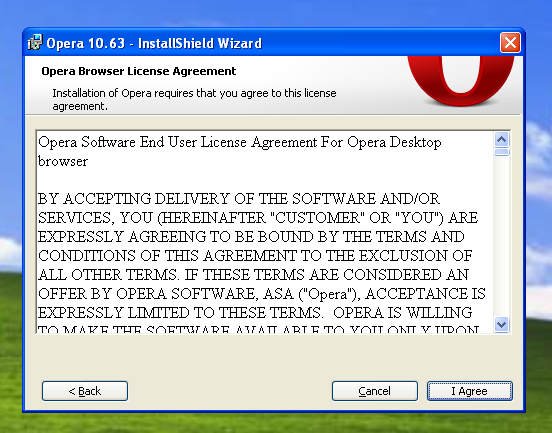 Opera 10.63 - InstallShield Wizard
Opera Browser License Agreement
Installation of Opera requires that you agree to this license
agreement.
Opera Software End User License Agreement For Opera Desktop
browser
BY ACCEPTING DELIVERY OF THE SOFTWARE AND/OR
SERVICES, YOU (HEREINAFTER "CUSTOMER" OR "YOU") ARE
EXPRESSLY AGREEING TO BE BOUND BY THE TERMS AND
CONDITIONS OF THIS AGREEMENT TO THE EXCLUSION OF
ALL OTHER TERMS. IF THESE TERMS ARE CONSIDERED AN
OFFER BY OPERA SOFTWARE, ASA ("Opera"), ACCEPTANCE IS
EXPRESSLY LIMITED TO THESE TERMS.  OPERA IS WILLING
TO MAKE THE SOFTWARE AVAILABLE TO YOU ONLY UPON
< Back
Cancel
I Agree